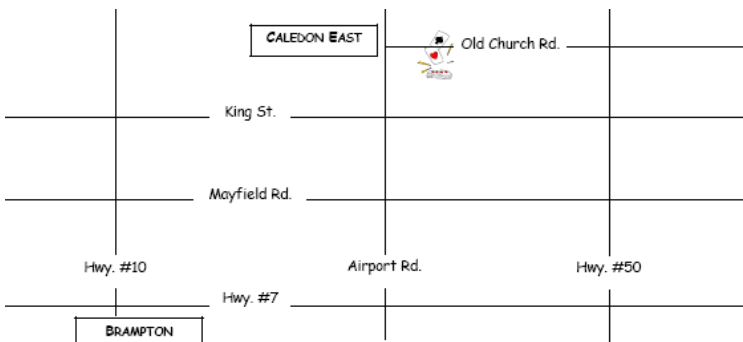 CALEDON EAST
Old Church Rd.
King St.
Mayfield Rd.
Hwy. #10
Airport Rd.
Hwy. #50
Hwy. #7
BRAMPTON